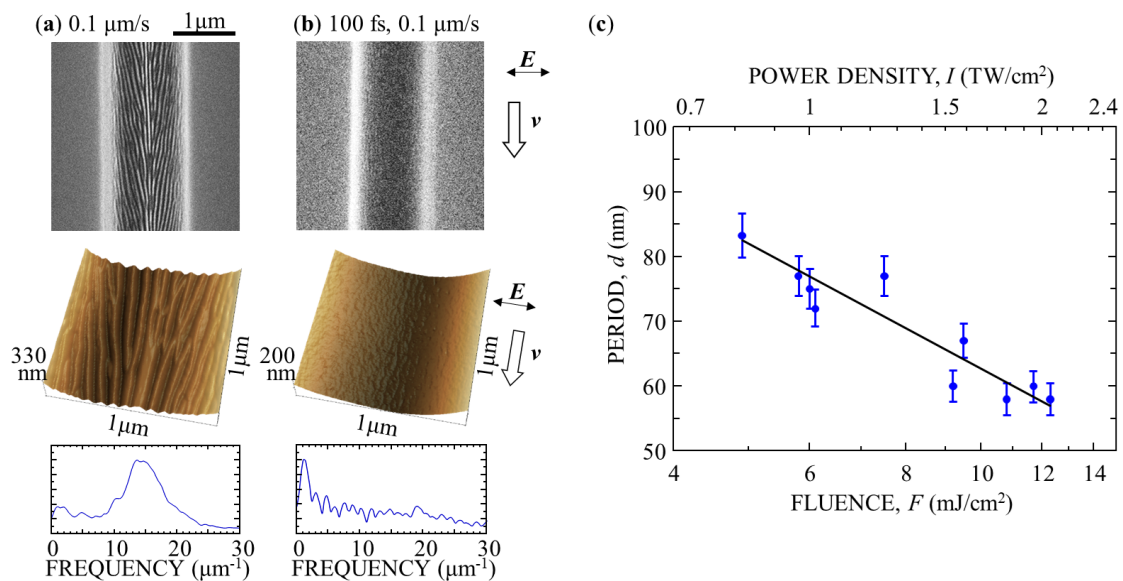 (a) 0.1 μm/s
1μm
(b) 100 fs, 0.1 μm/s
E
v
330
nm
1μm
1μm
200
nm
1μm
1μm
E
v
0 10 20 30
FREQUENCY (μm⁻¹)
0 10 20 30
FREQUENCY (μm⁻¹)
(c)
POWER DENSITY, I (TW/cm²)
0.7 1 1.5 2 2.4
100
90
80
70
60
50
PERIOD, d (nm)
4 6 8 10 12 14
FLUENCE, F (mJ/cm²)